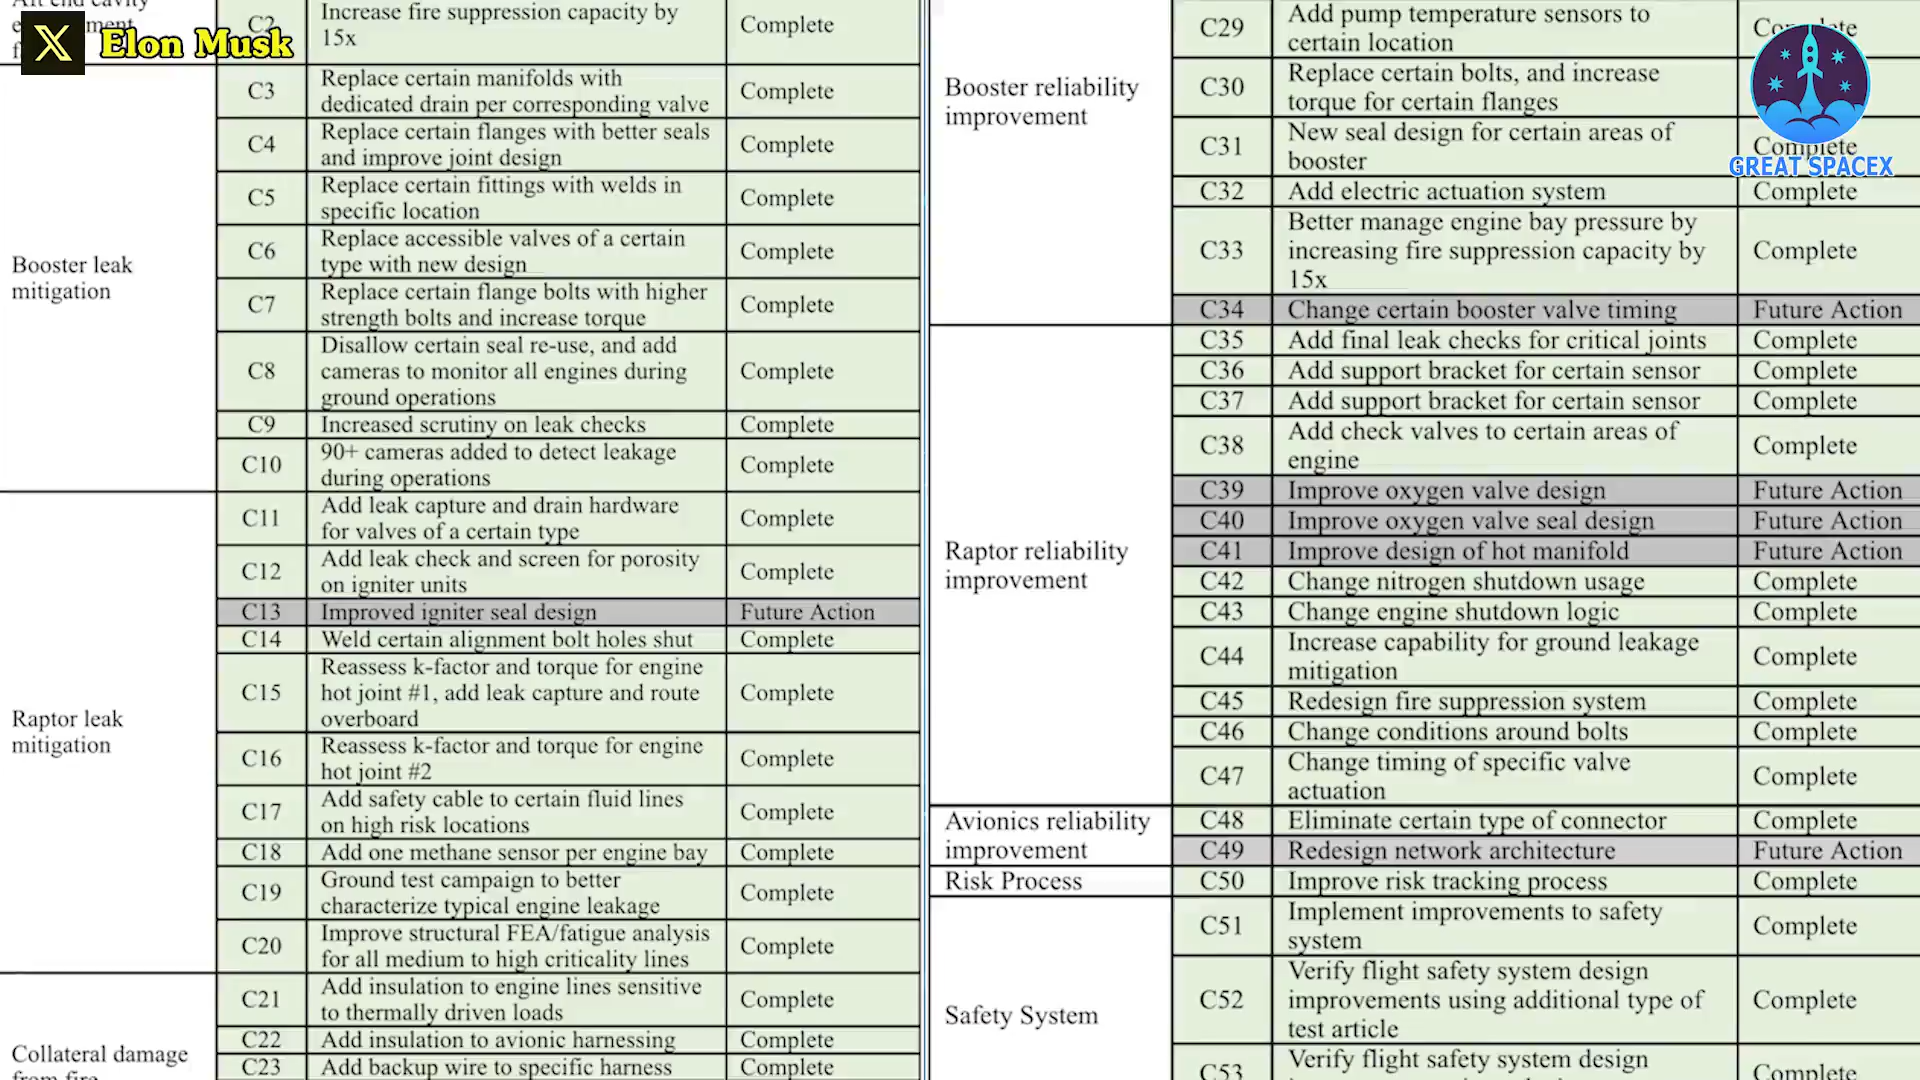 Aft end cavity
C2
Increase fire suppression capacity by
15x
Complete
X
Elon Musk
Booster leak
mitigation
C3
Replace certain manifolds with
dedicated drain per corresponding valve
Complete
C4
Replace certain flanges with better seals
and improve joint design
Complete
C5
Replace certain fittings with welds in
specific location
Complete
C6
Replace accessible valves of a certain
type with new design
Complete
C7
Replace certain flange bolts with higher
strength bolts and increase torque
Complete
C8
Disallow certain seal re-use, and add
cameras to monitor all engines during
ground operations
Complete
C9
Increased scrutiny on leak checks
Complete
C10
90+ cameras added to detect leakage
during operations
Complete
Raptor leak
mitigation
C11
Add leak capture and drain hardware
for valves of a certain type
Complete
C12
Add leak check and screen for porosity
on igniter units
Complete
C13
Improved igniter seal design
Future Action
C14
Weld certain alignment bolt holes shut
Complete
C15
Reassess k-factor and torque for engine
hot joint #1, add leak capture and route
overboard
Complete
C16
Reassess k-factor and torque for engine
hot joint #2
Complete
C17
Add safety cable to certain fluid lines
on high risk locations
Complete
C18
Add one methane sensor per engine bay
Complete
C19
Ground test campaign to better
characterize typical engine leakage
Complete
C20
Improve structural FEA/fatigue analysis
for all medium to high criticality lines
Complete
Collateral damage
from fire
C21
Add insulation to engine lines sensitive
to thermally driven loads
Complete
C22
Add insulation to avionic harnessing
Complete
C23
Add backup wire to specific harness
Complete
Booster reliability
improvement
C29
Add pump temperature sensors to
certain location
Complete
C30
Replace certain bolts, and increase
torque for certain flanges
C31
New seal design for certain areas of
booster
Complete
GREAT SPACEX
C32
Add electric actuation system
Complete
C33
Better manage engine bay pressure by
increasing fire suppression capacity by
15x
Complete
C34
Change certain booster valve timing
Future Action
Raptor reliability
improvement
C35
Add final leak checks for critical joints
Complete
C36
Add support bracket for certain sensor
Complete
C37
Add support bracket for certain sensor
Complete
C38
Add check valves to certain areas of
engine
Complete
C39
Improve oxygen valve design
Future Action
C40
Improve oxygen valve seal design
Future Action
C41
Improve design of hot manifold
Future Action
C42
Change nitrogen shutdown usage
Complete
C43
Change engine shutdown logic
Complete
C44
Increase capability for ground leakage
mitigation
Complete
C45
Redesign fire suppression system
Complete
C46
Change conditions around bolts
Complete
C47
Change timing of specific valve
actuation
Complete
Avionics reliability
improvement
C48
Eliminate certain type of connector
Complete
C49
Redesign network architecture
Future Action
Risk Process
C50
Improve risk tracking process
Complete
Safety System
C51
Implement improvements to safety
system
Complete
C52
Verify flight safety system design
improvements using additional type of
test article
Complete
C53
Verify flight safety system design
Complete